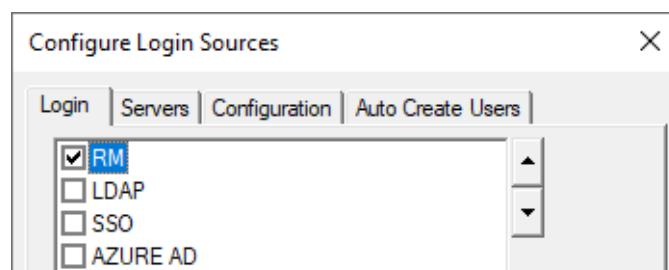 Configure Login Sources
Login Servers Configuration Auto Create Users
RM
LDAP
SSO
AZURE AD